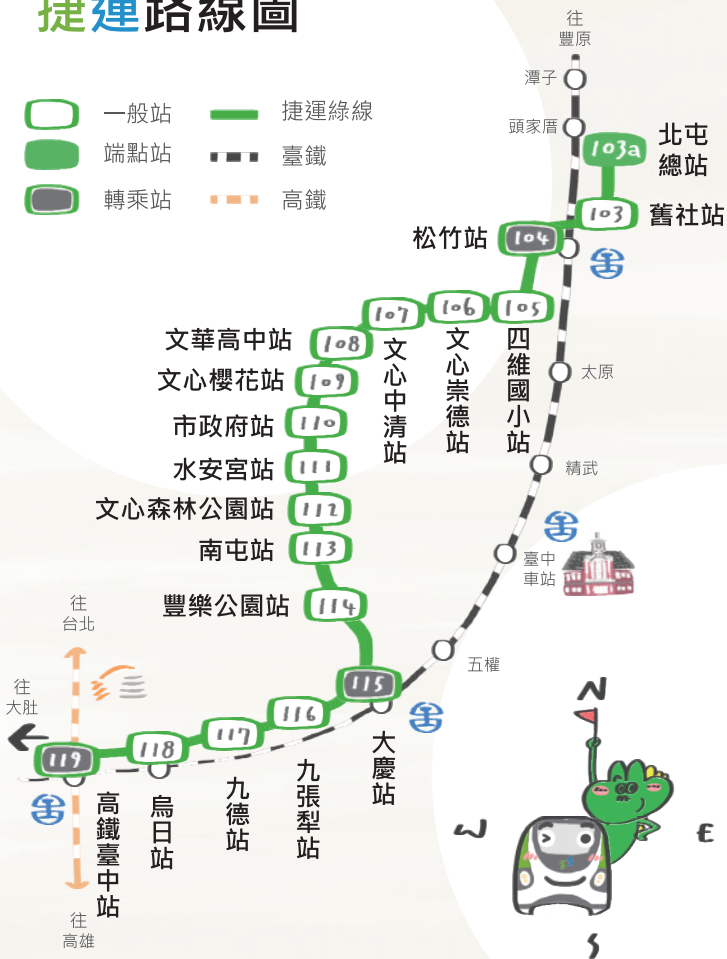 捷運路線圖
一般站
捷運綠線
端點站
臺鐵
轉乘站
高鐵
往
豐原
潭子
頭家厝
103a
北屯
總站
103
舊社站
松竹站
104
105
四維國小站
106
文心崇德站
107
文心中清站
文華高中站
108
文心櫻花站
109
太原
市政府站
110
水安宮站
111
精武
文心森林公園站
112
南屯站
113
臺中
車站
豐樂公園站
114
往
台北
五權
往
大肚
115
大慶站
116
九張犁站
117
九德站
118
烏日站
119
高鐵臺中站
往
高雄
N
W
E
S